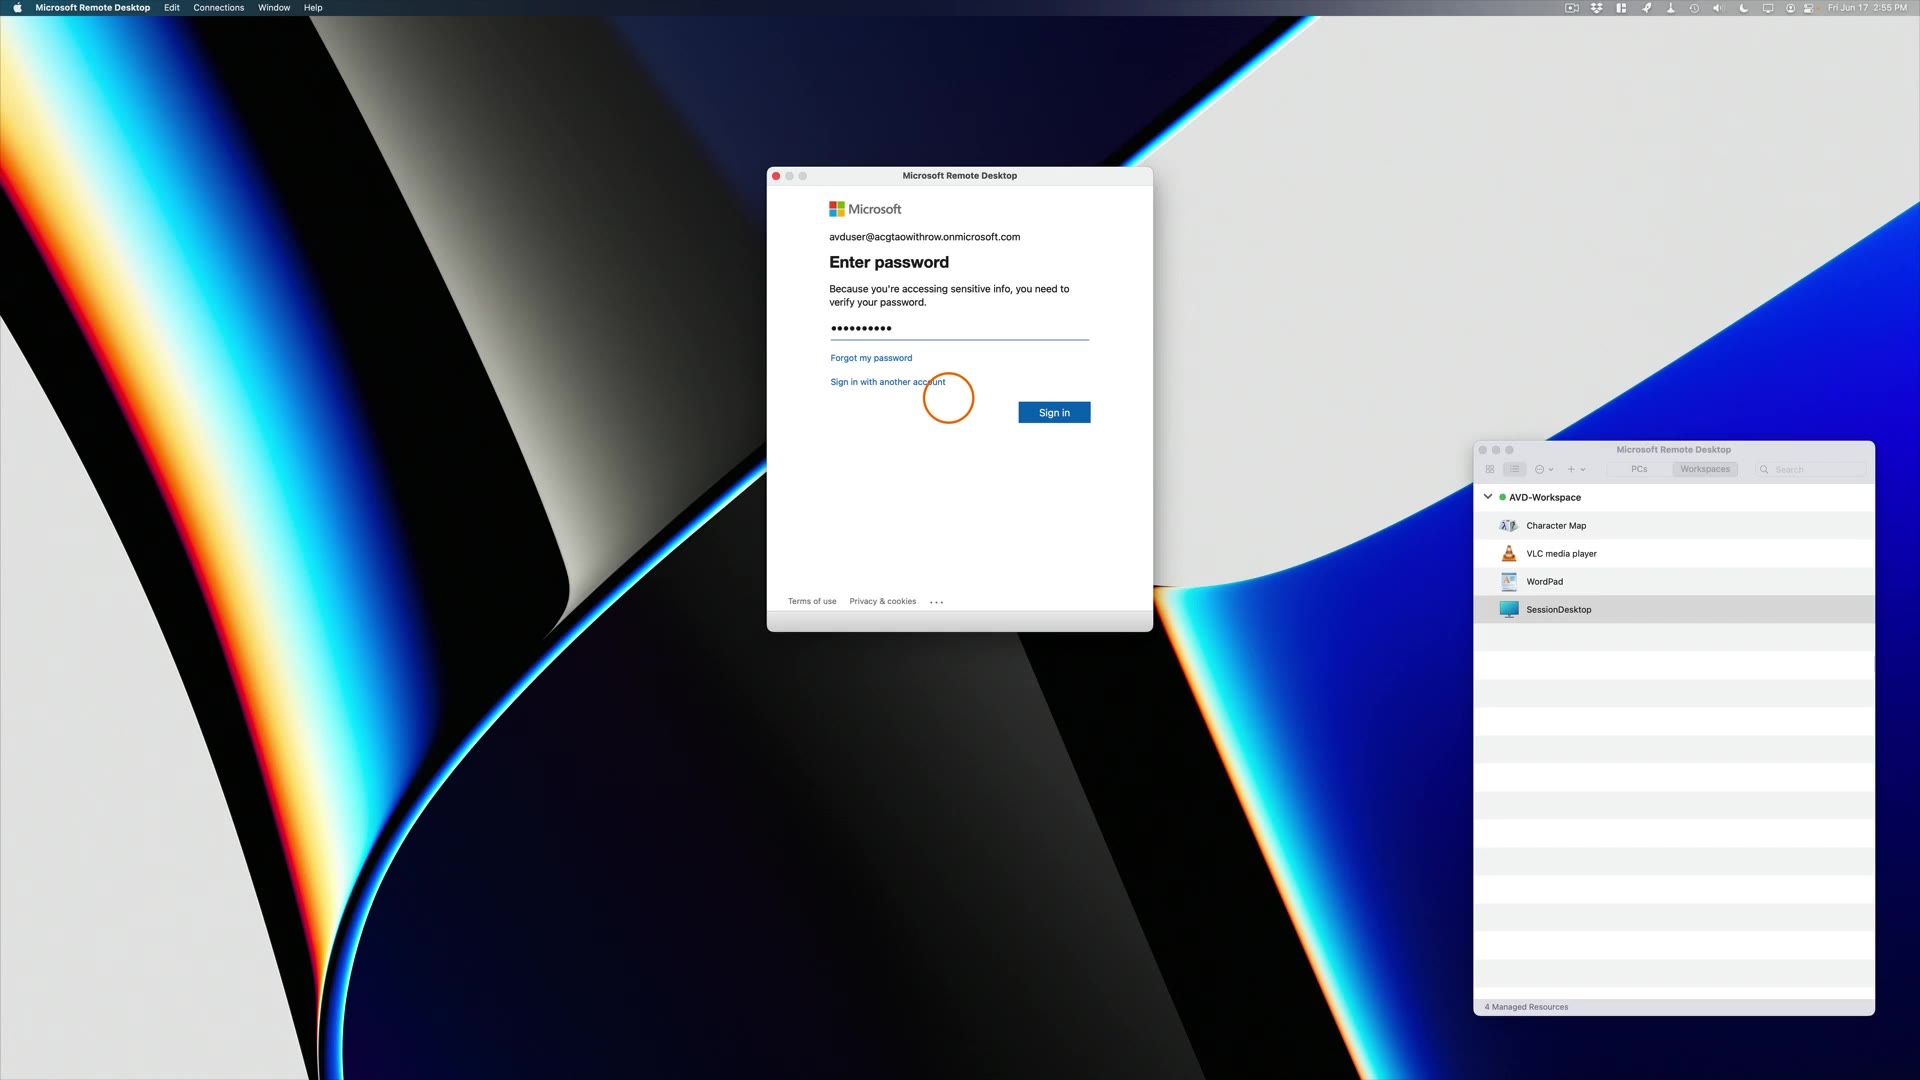 Microsoft Remote Desktop Edit Connections Window Help
Fri Jun 17 2:55 PM
Microsoft Remote Desktop
Microsoft
avduser@acgtaowithrow.onmicrosoft.com
Enter password
Because you're accessing sensitive info, you need to
verify your password.
Forgot my password
Sign in with another account
Sign in
Terms of use Privacy & cookies ...
Microsoft Remote Desktop
PCs Workspaces Search
AVD-Workspace
Character Map
VLC media player
WordPad
SessionDesktop
4 Managed Resources